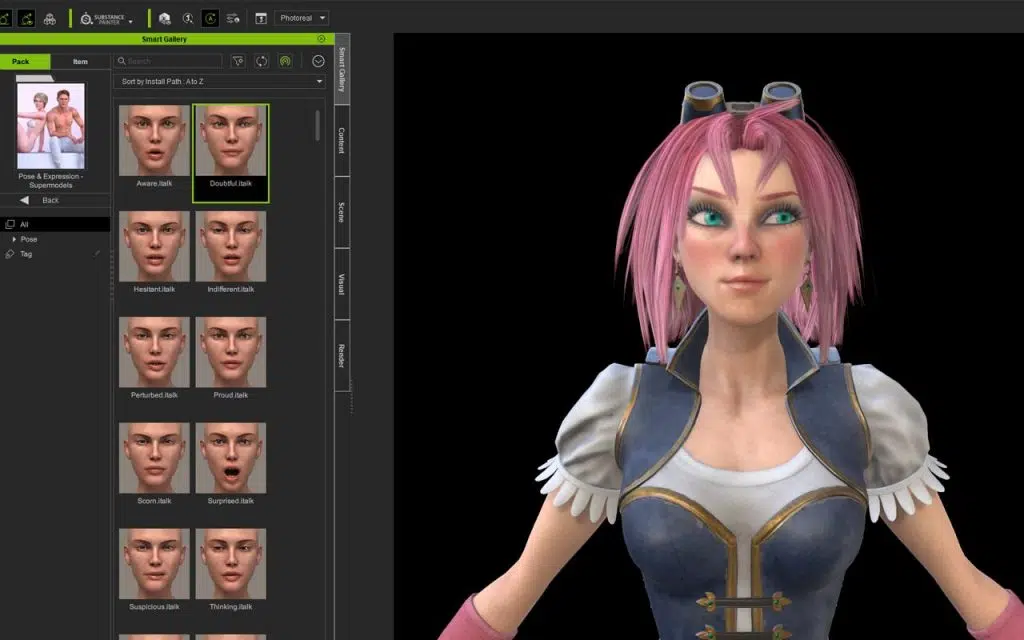 SUBSTANCE
PAINTER
Photoreal
Smart Gallery
Pack
Item
Search
Sort by Install Path : A to Z
Pose & Expression -
Supermodels
Back
All
Pose
Tag
Aware.italk
Doubtful.italk
Hesitant.italk
Indifferent.italk
Perturbed.italk
Proud.italk
Scorn.italk
Surprised.italk
Suspicious.italk
Thinking.italk
Smart Gallery
Content
Scene
Visual
Render